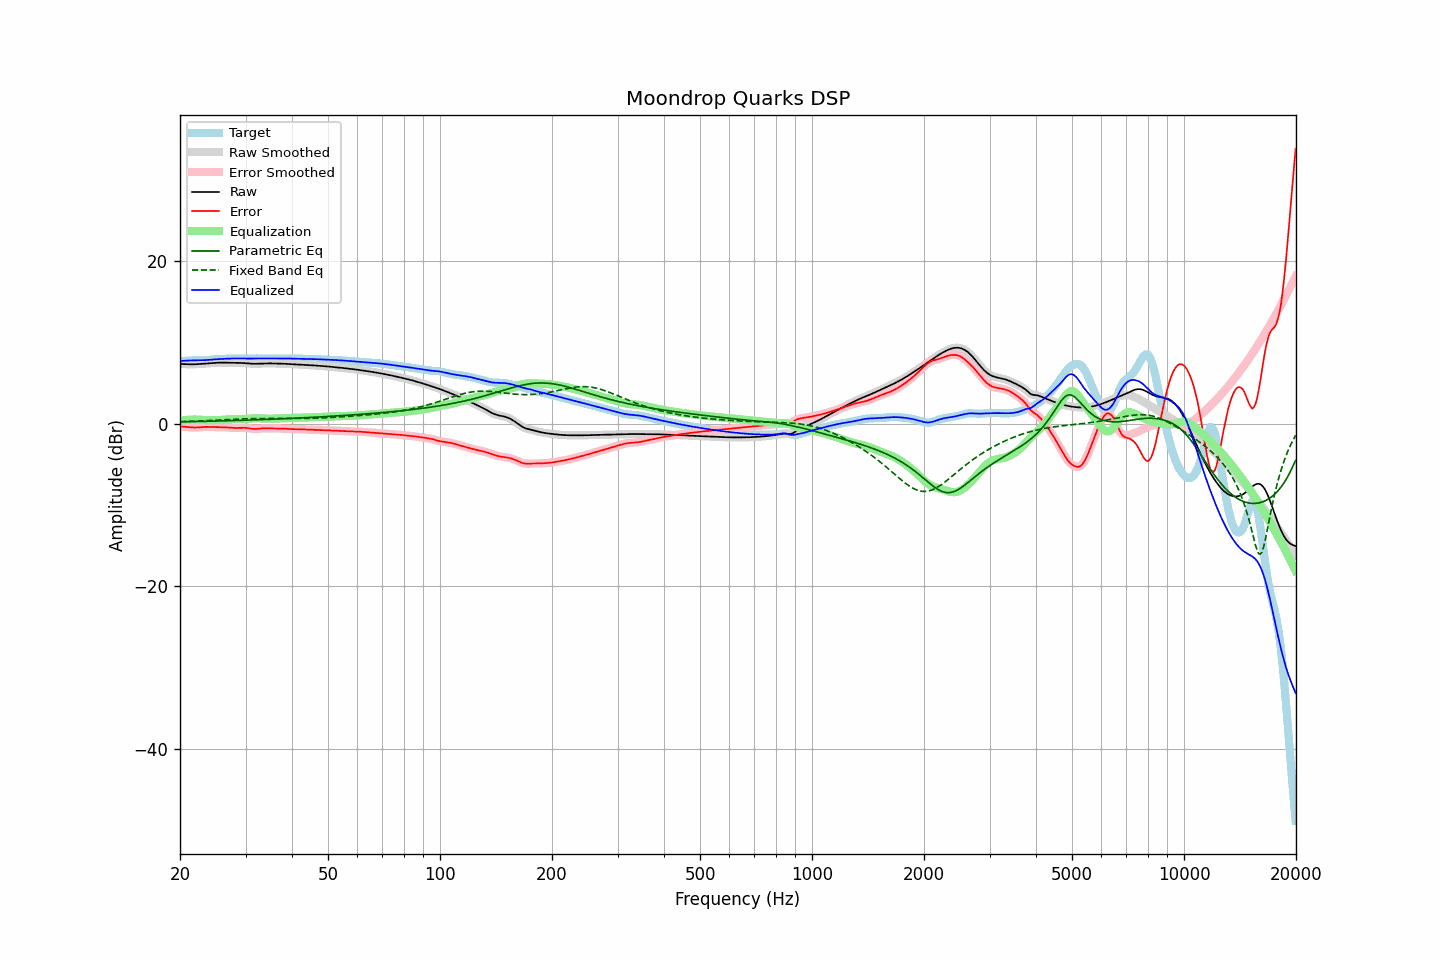 Moondrop Quarks DSP
Target
Raw Smoothed
Error Smoothed
Raw
Error
Equalization
Parametric Eq
Fixed Band Eq
Equalized
Amplitude (dBr)
20
0
−20
−40
20
50
100
200
500
1000
2000
5000
10000
20000
Frequency (Hz)